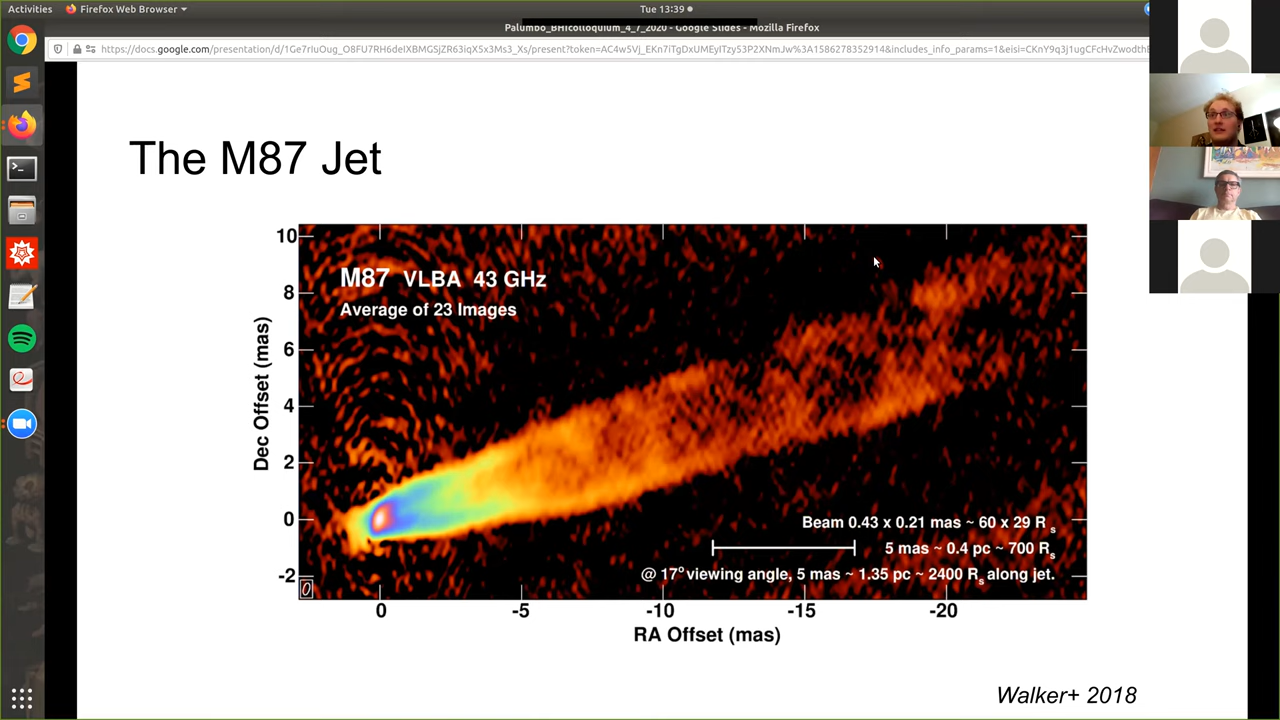 Activities
Firefox Web Browser
Tue 13:39
Palumbo_BHIcolloquium_4_7_2020 - Google Slides - Mozilla Firefox
The M87 Jet
M87 VLBA 43 GHz
Average of 23 Images
10
8
6
4
2
0
-2
Dec Offset (mas)
Beam 0.43 x 0.21 mas ~ 60 x 29 Rs
5 mas ~ 0.4 pc ~ 700 Rs
@ 17° viewing angle, 5 mas ~ 1.35 pc ~ 2400 Rs along jet.
0 -5 -10 -15 -20
RA Offset (mas)
Walker+ 2018